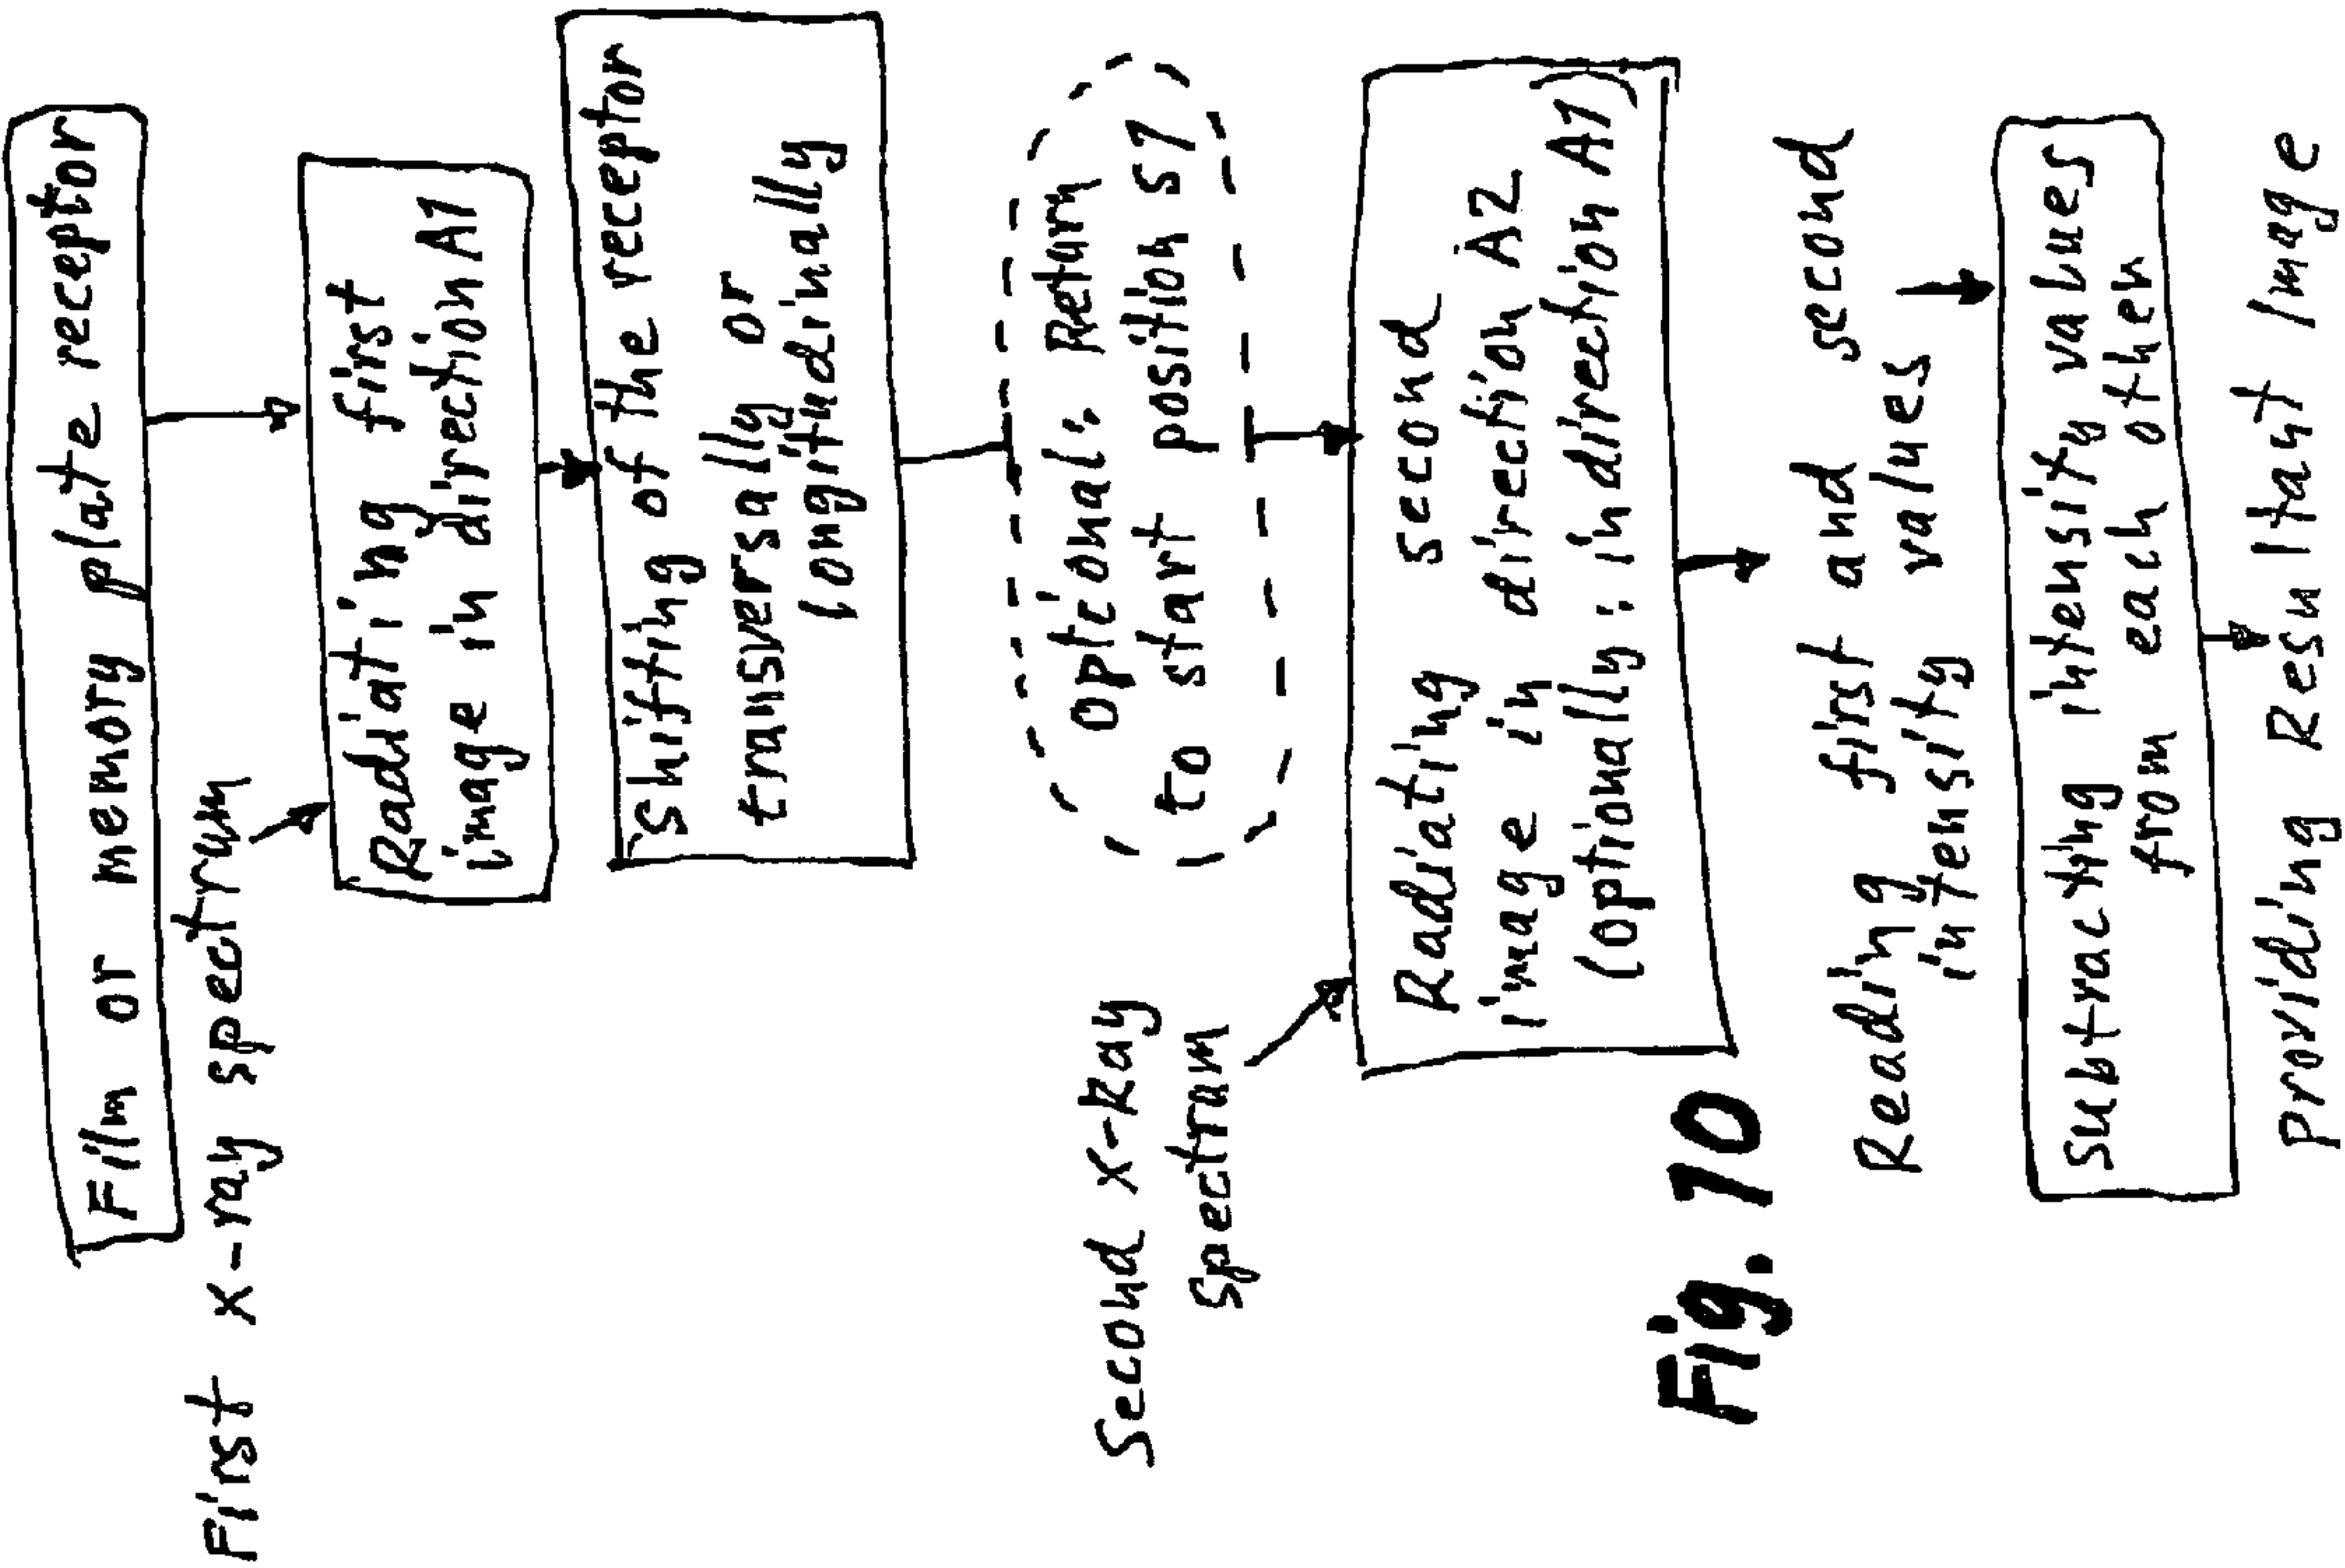 Film or memory plate receptor
First x-ray spectrum
Radiating first
image in direction A1
Shifting of the receptor
transversally or
longitudinally
Optional: Return
to start position S1
Second X-Ray
Spectrum
Radiating second
image in direction A2
(optionally: in direction A1)
Reading first and second
intensity values
Subtracting intensity values
from each other
Providing Resultant Image
Fig. 10